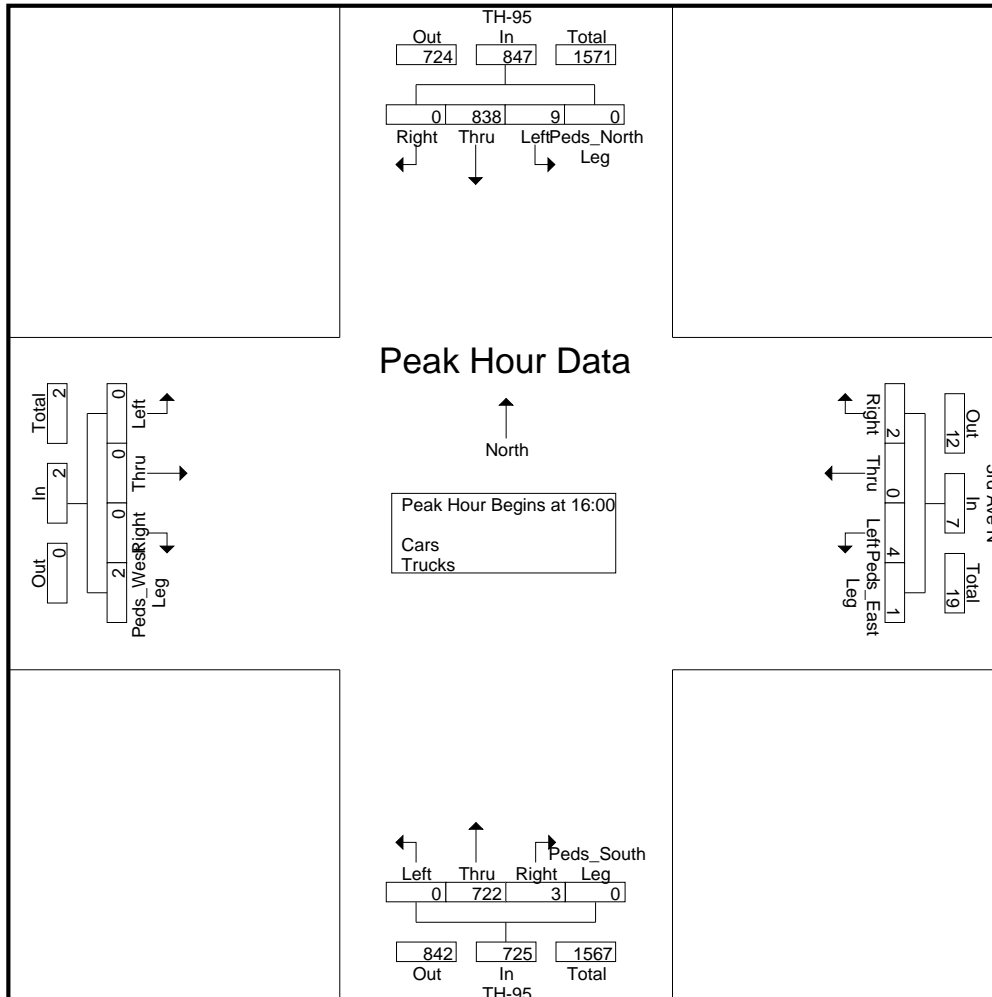 TH-95
Out In Total
724 847 1571
0 838 9 0
Right Thru Left Peds_North
Leg
Peak Hour Data
North
Peak Hour Begins at 16:00
Cars
Trucks
Total In Out
2 2 0
0 0 0 2
Left Thru Right Peds_West
Leg
Ave N
Out In Total
12 7 19
2 0 4 1
Right Thru Left Peds_East
Leg
Peds_South
Left Thru Right Leg
0 722 3 0
842 725 1567
Out In Total
TH-95